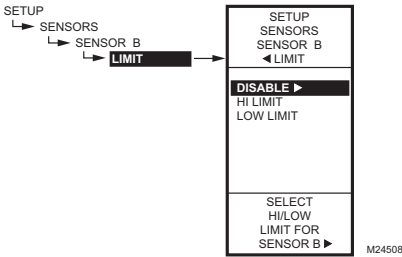 SETUP
SENSORS
SENSOR B
LIMIT
SETUP
SENSORS
SENSOR B
◄ LIMIT
DISABLE ►
HI LIMIT
LOW LIMIT
SELECT
HI/LOW
LIMIT FOR
SENSOR B ►
M24508